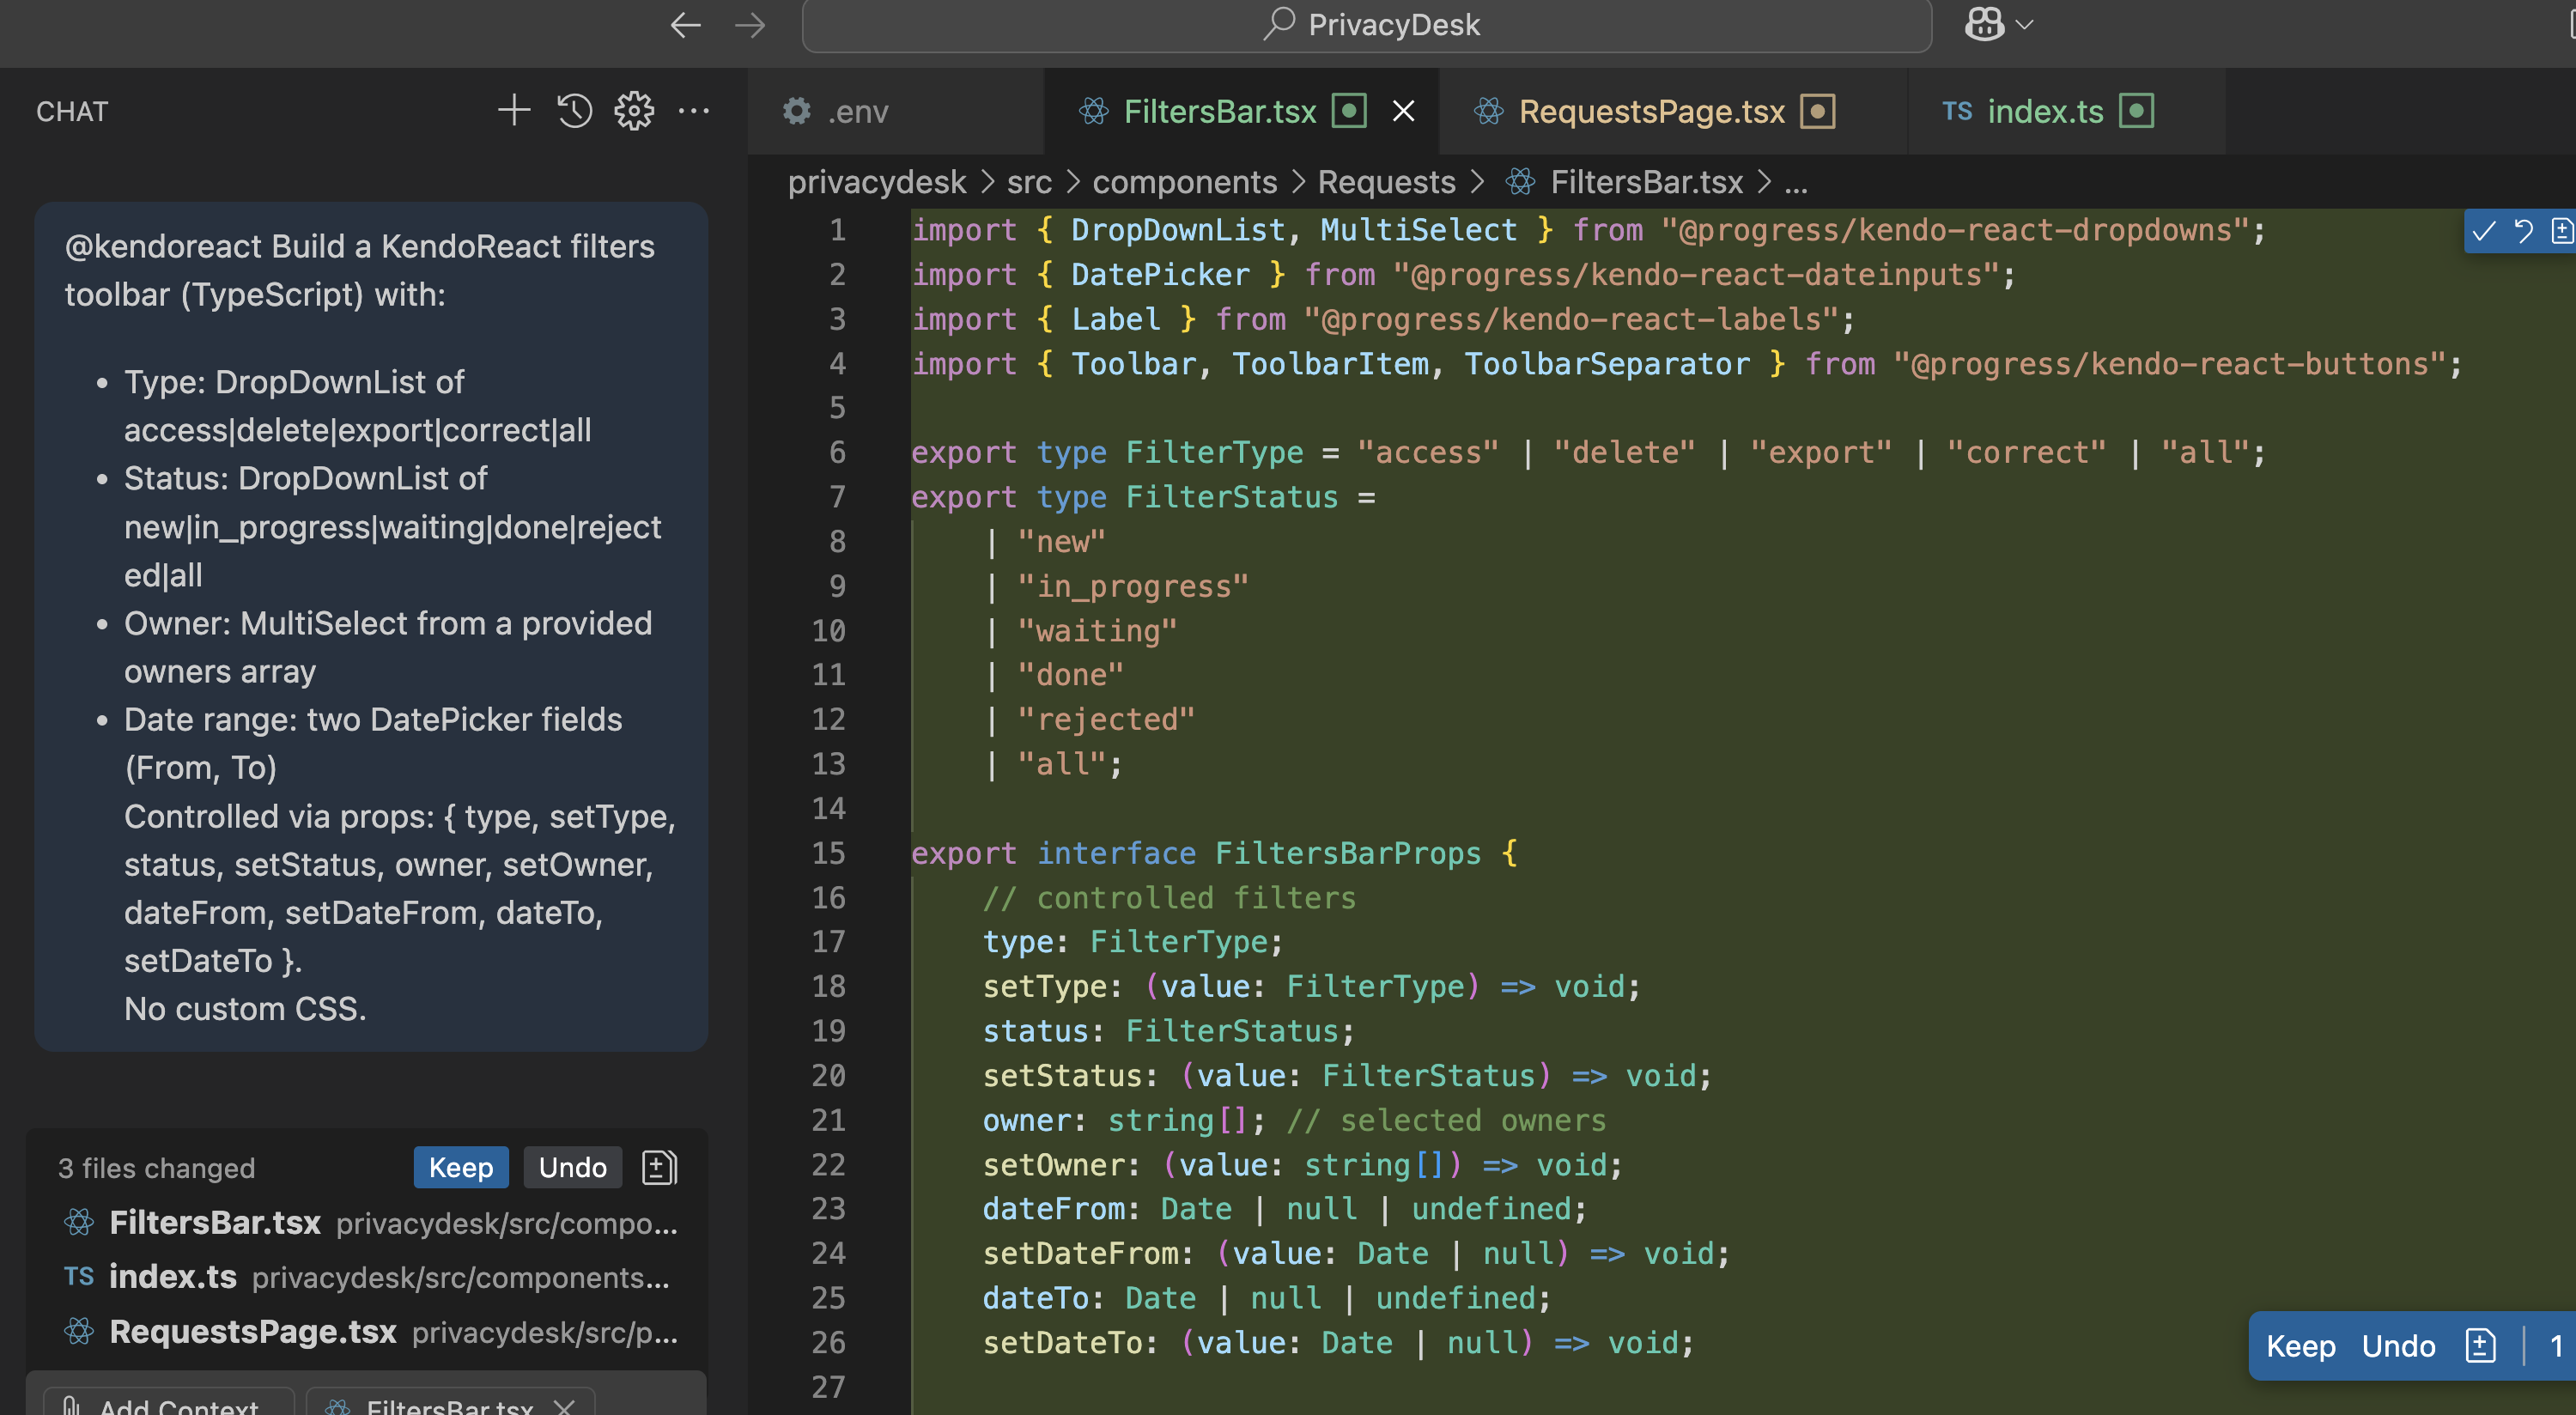 PrivacyDesk
CHAT
.env
FiltersBar.tsx
RequestsPage.tsx
TS index.ts
privacydesk > src > components > Requests > FiltersBar.tsx > ...
@kendoreact Build a KendoReact filters
toolbar (TypeScript) with:
• Type: DropDownList of
access|delete|export|correct|all
• Status: DropDownList of
new|in_progress|waiting|done|reject
ed|all
• Owner: MultiSelect from a provided
owners array
• Date range: two DatePicker fields
(From, To)
Controlled via props: { type, setType,
status, setStatus, owner, setOwner,
dateFrom, setDateFrom, dateTo,
setDateTo }.
No custom CSS.
3 files changed
Keep
Undo
FiltersBar.tsx privacydesk/src/compo...
TS index.ts privacydesk/src/components...
RequestsPage.tsx privacydesk/src/p...
Add Context
FiltersBar.tsx
1 import { DropDownList, MultiSelect } from "@progress/kendo-react-dropdowns";
2 import { DatePicker } from "@progress/kendo-react-dateinputs";
3 import { Label } from "@progress/kendo-react-labels";
4 import { Toolbar, ToolbarItem, ToolbarSeparator } from "@progress/kendo-react-buttons";
5
6 export type FilterType = "access" | "delete" | "export" | "correct" | "all";
7 export type FilterStatus =
8 | "new"
9 | "in_progress"
10 | "waiting"
11 | "done"
12 | "rejected"
13 | "all";
14
15 export interface FiltersBarProps {
16 // controlled filters
17 type: FilterType;
18 setType: (value: FilterType) => void;
19 status: FilterStatus;
20 setStatus: (value: FilterStatus) => void;
21 owner: string[]; // selected owners
22 setOwner: (value: string[]) => void;
23 dateFrom: Date | null | undefined;
24 setDateFrom: (value: Date | null) => void;
25 dateTo: Date | null | undefined;
26 setDateTo: (value: Date | null) => void;
27
Keep Undo 1